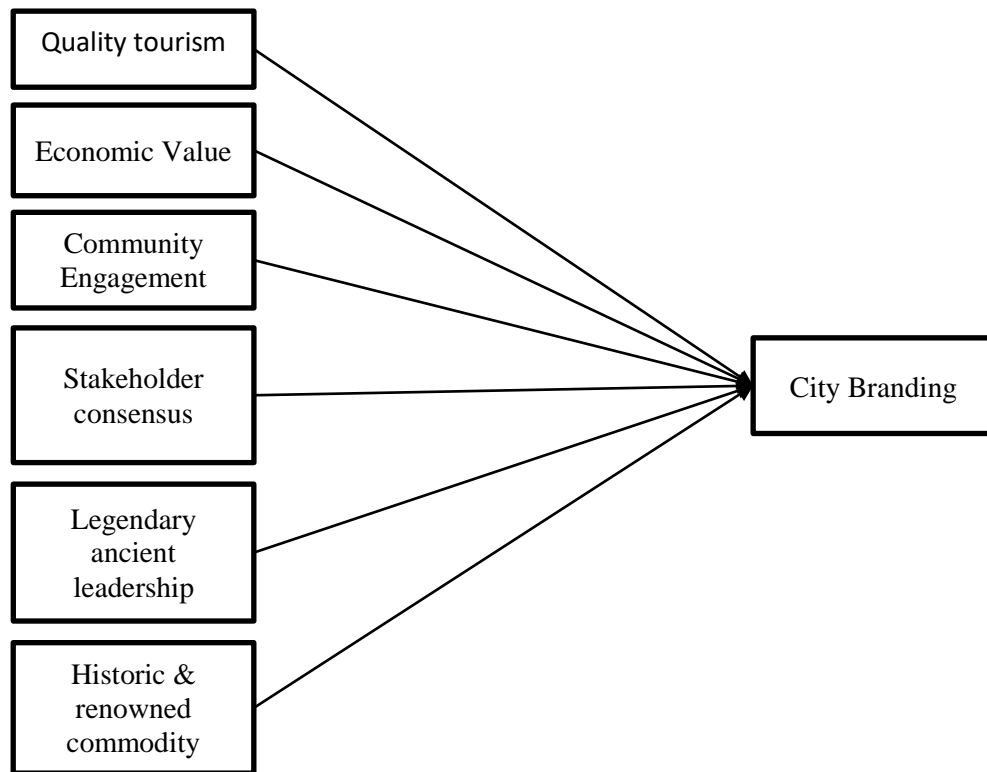 Quality tourism
Economic Value
Community
Engagement
Stakeholder
consensus
Legendary
ancient
leadership
Historic &
renowned
commodity
City Branding